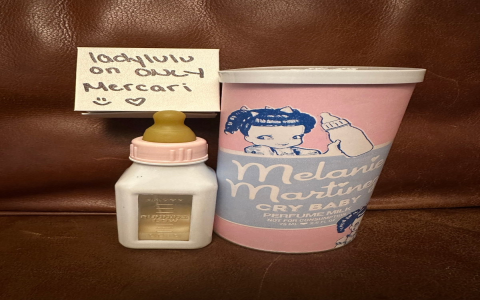 ladylulu
on ONLY
Mercari
Melanie
Martinez
CRY BABY
PERFUME MILK